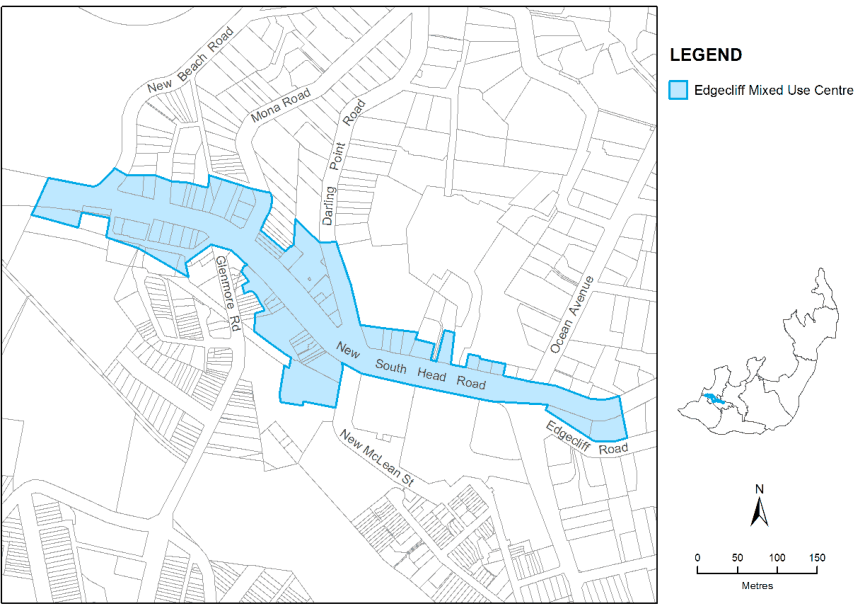 New Beach Road
Mona Road
Darling Point Road
Glenmore Rd
Ocean Avenue
New South Head Road
Edgecliff Road
New McLean St
LEGEND
Edgecliff Mixed Use Centre
N
0 50 100 150
Metres